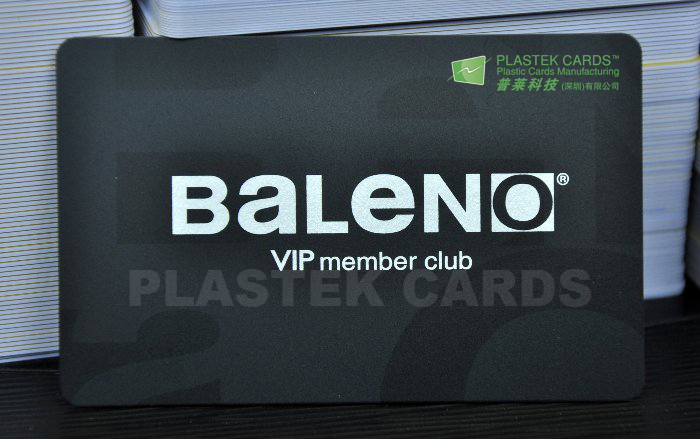 PLASTEK CARDS™
Plastic Cards Manufacturing
普莱科技 (深圳)有限公司
BaLeNO®
VIP member club
PLASTEK CARDS